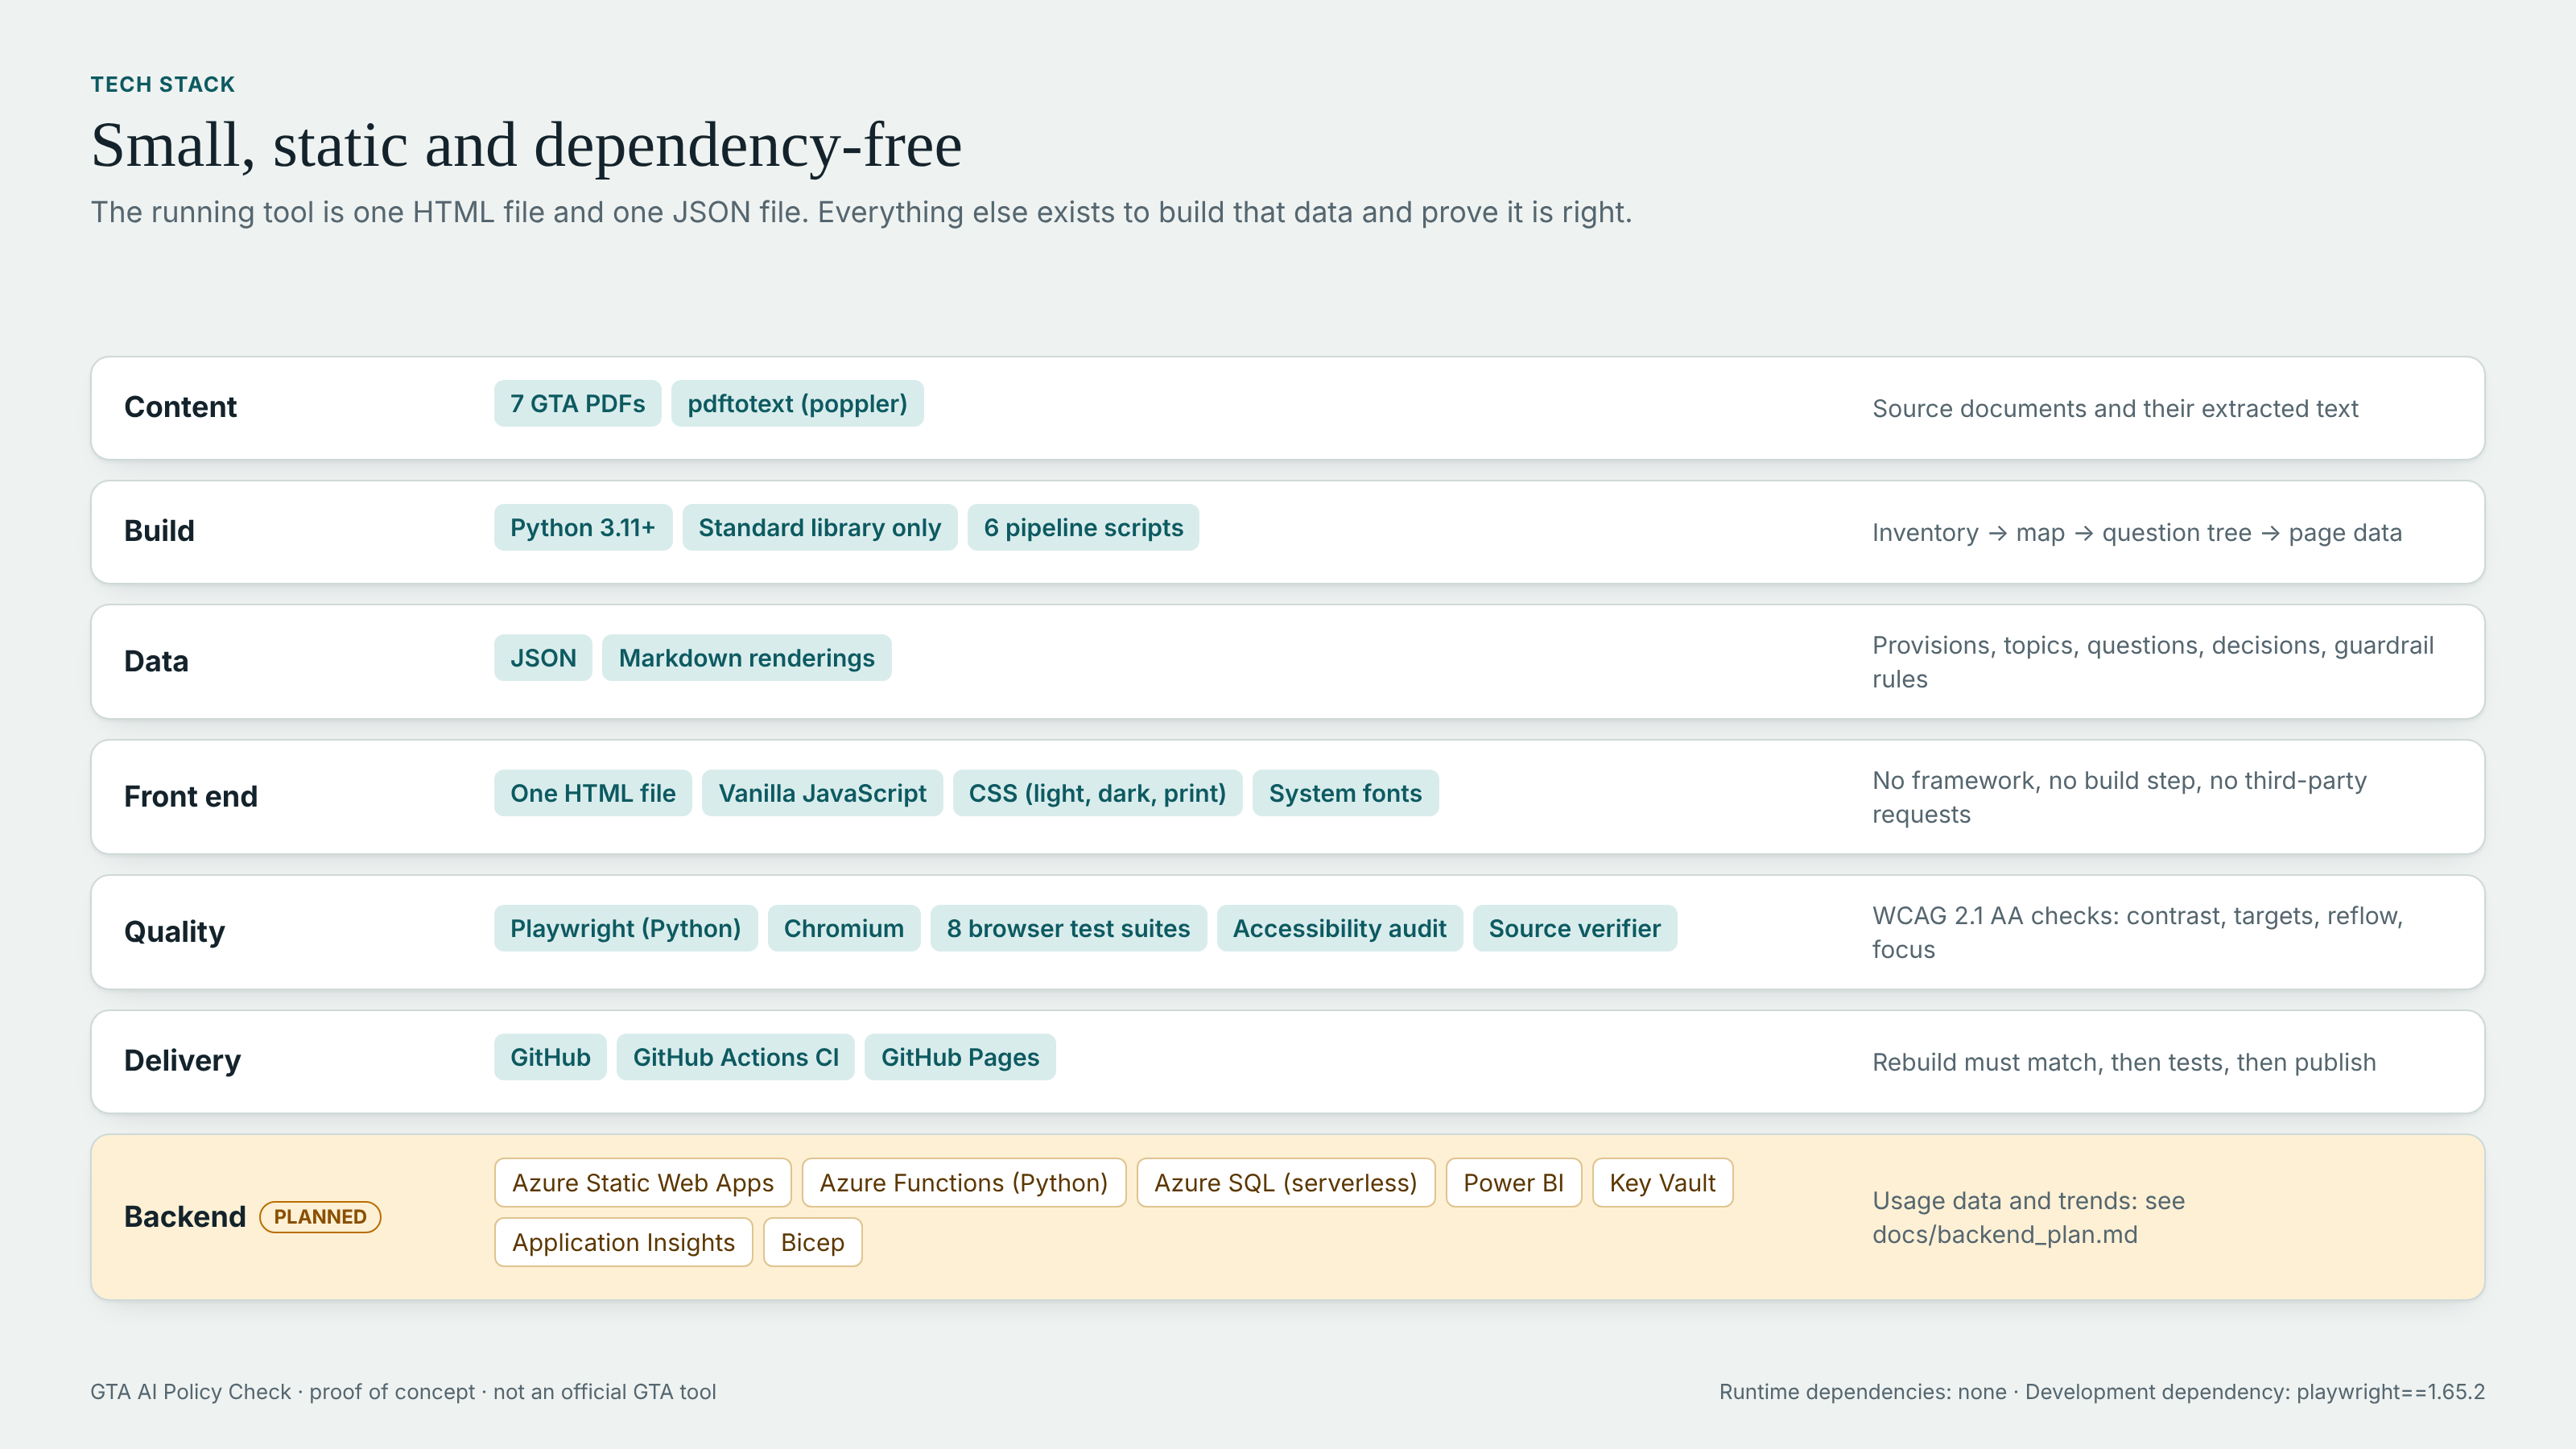 TECH STACK
Small, static and dependency-free
The running tool is one HTML file and one JSON file. Everything else exists to build that data and prove it is right.
Content
7 GTA PDFs
pdftotext (poppler)
Source documents and their extracted text
Build
Python 3.11+
Standard library only
6 pipeline scripts
Inventory → map → question tree → page data
Data
JSON
Markdown renderings
Provisions, topics, questions, decisions, guardrail
rules
Front end
One HTML file
Vanilla JavaScript
CSS (light, dark, print)
System fonts
No framework, no build step, no third-party
requests
Quality
Playwright (Python)
Chromium
8 browser test suites
Accessibility audit
Source verifier
WCAG 2.1 AA checks: contrast, targets, reflow,
focus
Delivery
GitHub
GitHub Actions CI
GitHub Pages
Rebuild must match, then tests, then publish
Backend
PLANNED
Azure Static Web Apps
Azure Functions (Python)
Azure SQL (serverless)
Power BI
Key Vault
Application Insights
Bicep
Usage data and trends: see
docs/backend_plan.md
GTA AI Policy Check · proof of concept · not an official GTA tool
Runtime dependencies: none · Development dependency: playwright==1.65.2